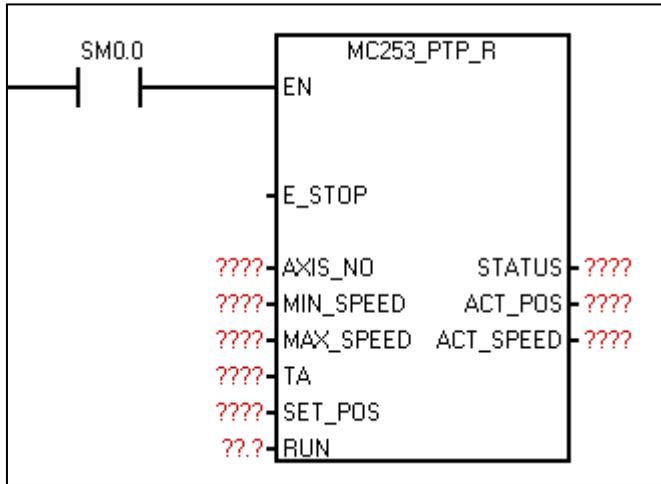 SM0.0 MC253_PTP_R
EN
E_STOP
???? AXIS_NO STATUS ????
???? MIN_SPEED ACT_POS ????
???? MAX_SPEED ACT_SPEED ????
???? TA
???? SET_POS
??.? RUN